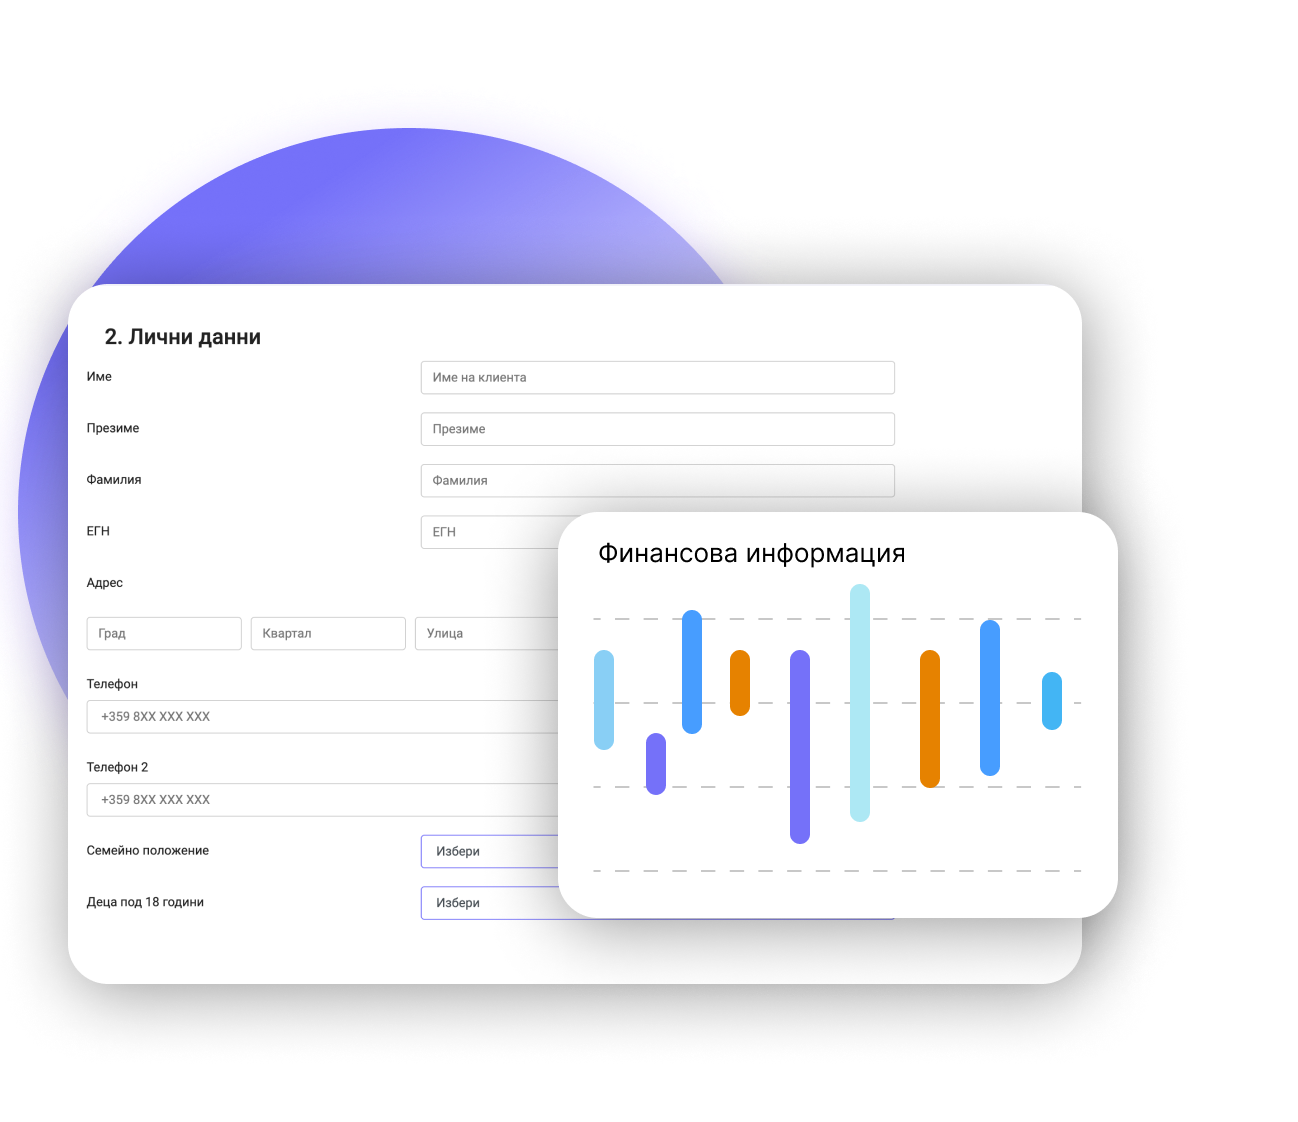 2. Лични данни
Име
Име на клиента
Презиме
Презиме
Фамилия
Фамилия
ЕГН
ЕГН
Адрес
Град
Квартал
Улица
Телефон
+359 8XX XXX XXX
Телефон 2
+359 8XX XXX XXX
Семейно положение
Избери
Деца под 18 години
Избери
Финансова информация